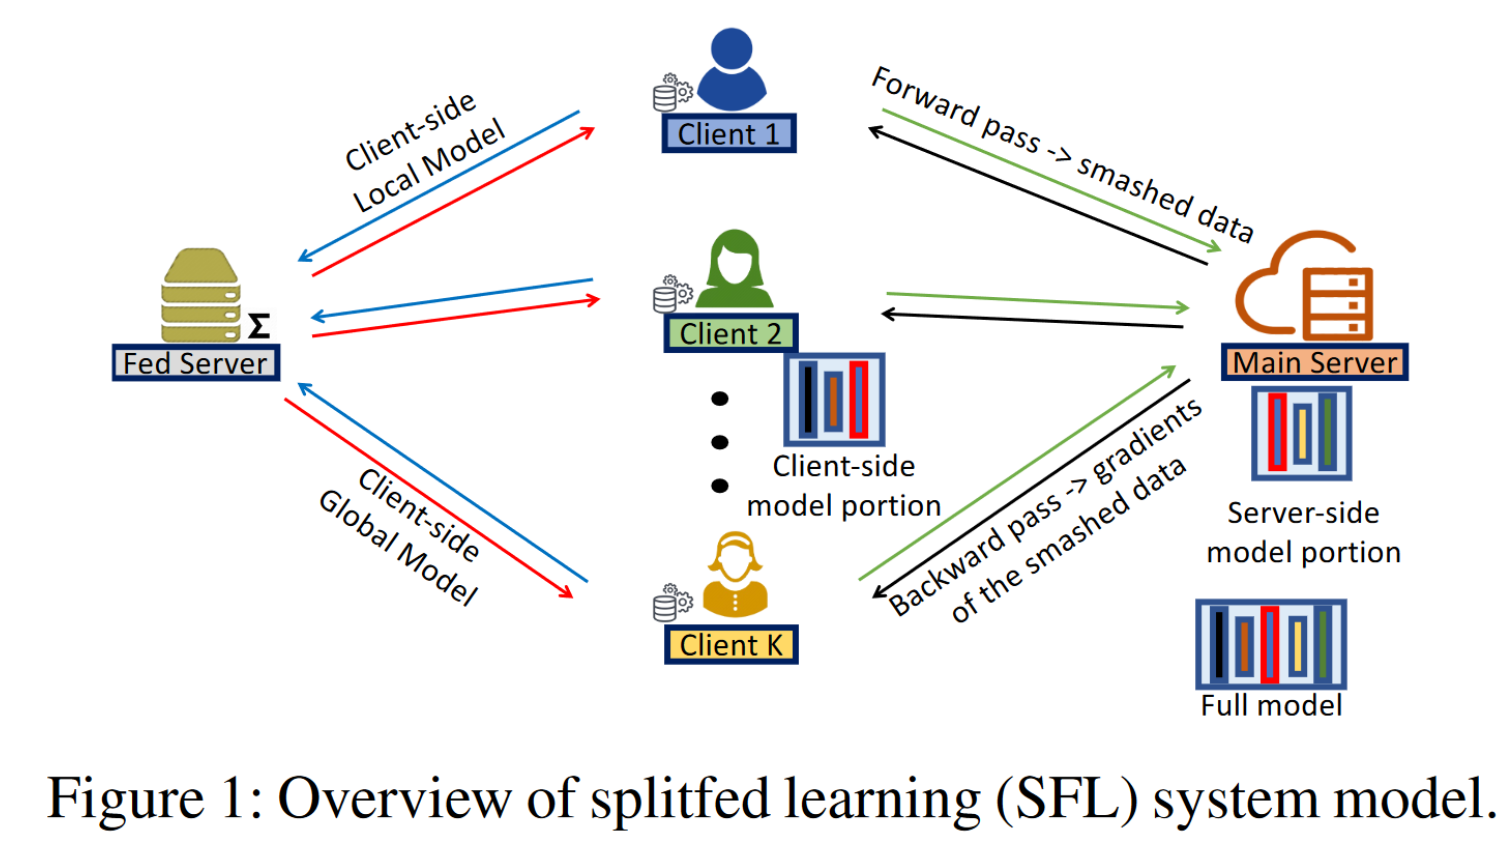 Client-side
Local Model
Client 1
Forward pass -> smashed data
Σ
Fed Server
Client 2
Main Server
Client-side
model portion
Server-side
model portion
Client-side
Global Model
Backward pass -> gradients
of the smashed data
Client K
Full model
Figure 1: Overview of splitfed learning (SFL) system model.